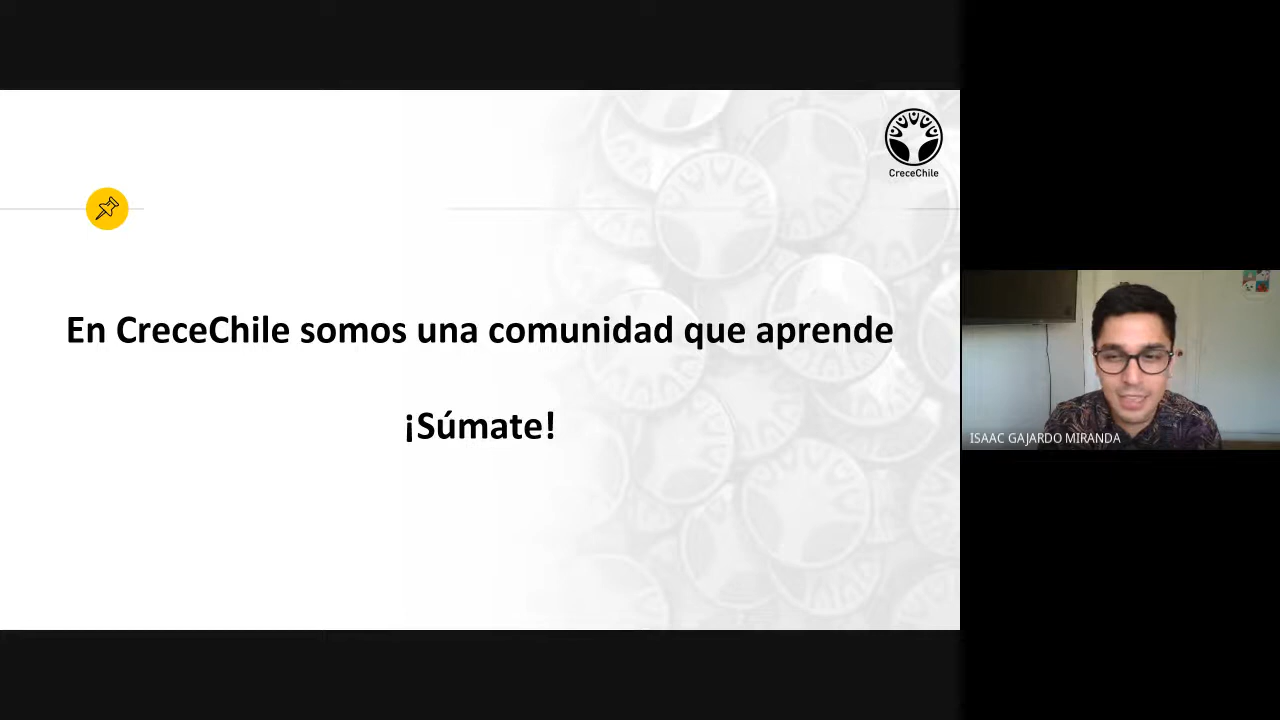 CreceChile
En CreceChile somos una comunidad que aprende
¡Súmate!
ISAAC GAJARDO MIRANDA